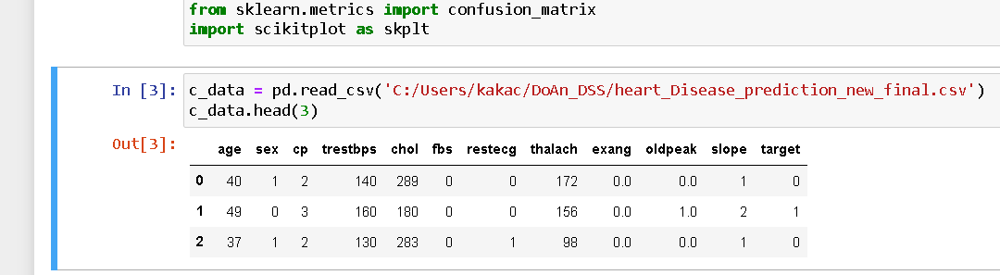 from sklearn.metrics import confusion_matrix
import scikitplot as skplt
In [3]: c_data = pd.read_csv('C:/Users/kakac/DoAn_DSS/heart_Disease_prediction_new_final.csv')
c_data.head(3)
Out[3]:
age sex cp trestbps chol fbs restecg thalach exang oldpeak slope target
0 40 1 2 140 289 0 0 172 0.0 0.0 1 0
1 49 0 3 160 180 0 0 156 0.0 1.0 2 1
2 37 1 2 130 283 0 1 98 0.0 0.0 1 0